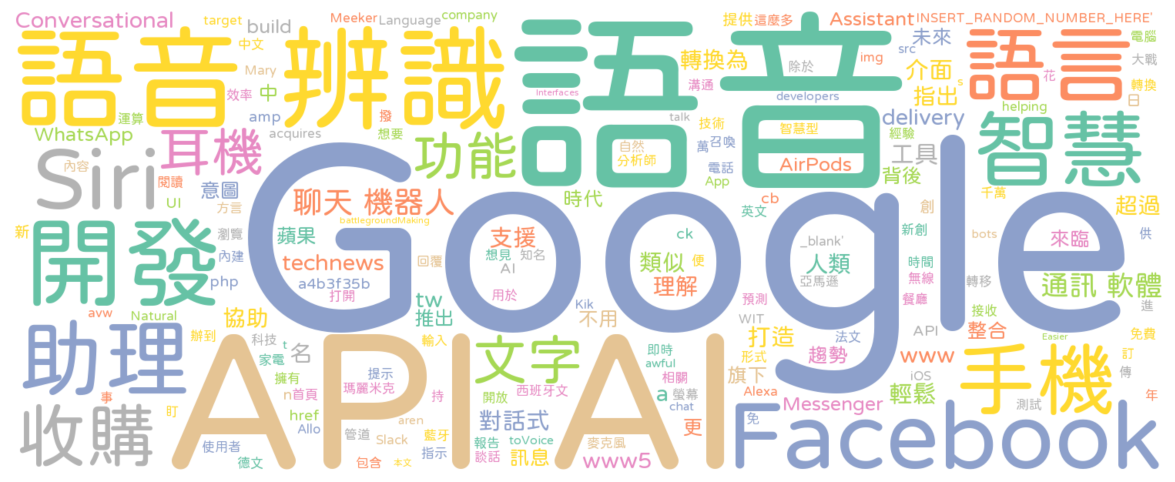 Conversational
target
build
Meeker
Language
company
提供
這麼多
Assistant
INSERT_RANDOM_NUMBER_HERE'
語音辨識
語音
語言
中文
Mary
效率
中
運算
amp
acquires
撥
想要
轉換為
溝通
除於
img
未來
src
介面
指出
s
花
電腦
大戰
轉換
日
Interfaces
developers
helping
delivery
talk
技術
萬
召喚
智慧型
自然
分析師
電話
App
AirPods
經驗
工具
背後
智慧
WhatsApp
耳機
功能
Siri
內容
閱讀
UI
意圖
方言
聊天 機器人
時代
battlegroundMaking
英文
cb
創
千萬
超過
新
開發
瀏覽
內建
php
蘋果
technews
a4b3f35b
打開
Google
支援
想見
知名
AI
回覆
用於
tw
推出
ck
類似
便
理解
_blank'
人類
亞馬遜
新創
時間
無線
餐廳
bots
轉移
來臨
供
通訊 軟體
接收
進
avw
Natural
協助
辦到
科技
名
t
家電
助理
Kik
不用
預測
WIT
打造
法文
API
整合
免費
Easier
輸入
API
AI
文字
即時
awful
形式
旗下
趨勢
www
iOS
訂
傳
手機
提示
擁有
瑪麗米克
n
首頁
持
開放
西班牙文
相關
a
螢幕
chat
Alexa
輕鬆
測試
年
事
盯
收購
href
Allo
aren
管道
Slack
藍牙
對話式
更
Messenger
免
Facebook
使用者
德文
包含
本文
指示
報告
toVoice
談話
訊息
麥克風
www5